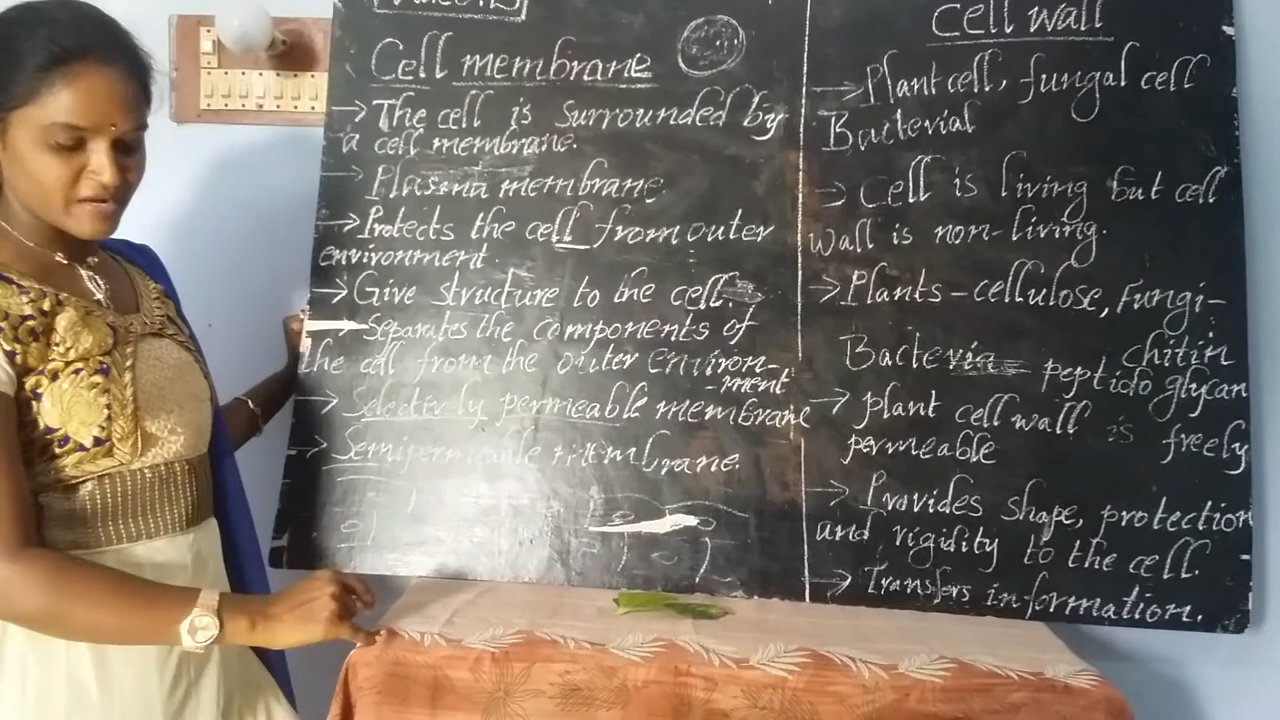 Cell membrane
→ The cell is surrounded by
a cell membrane.
→ Plasma membrane
→ Protects the cell from outer
environment.
→ Give structure to the cell.
→ Separates the components of
the cell from the outer environ-
-ment
→ Selectively permeable membrane
→ Semipermeable membrane.
Cell wall
→ Plant cell, fungal cell
Bacterial
→ Cell is living but cell
wall is non-living.
→ Plants - cellulose, Fungi-
chitin
Bacteria peptidoglycan
→ plant cell wall is freely
permeable
→ Provides shape, protection
and rigidity to the cell.
→ Transfers information.